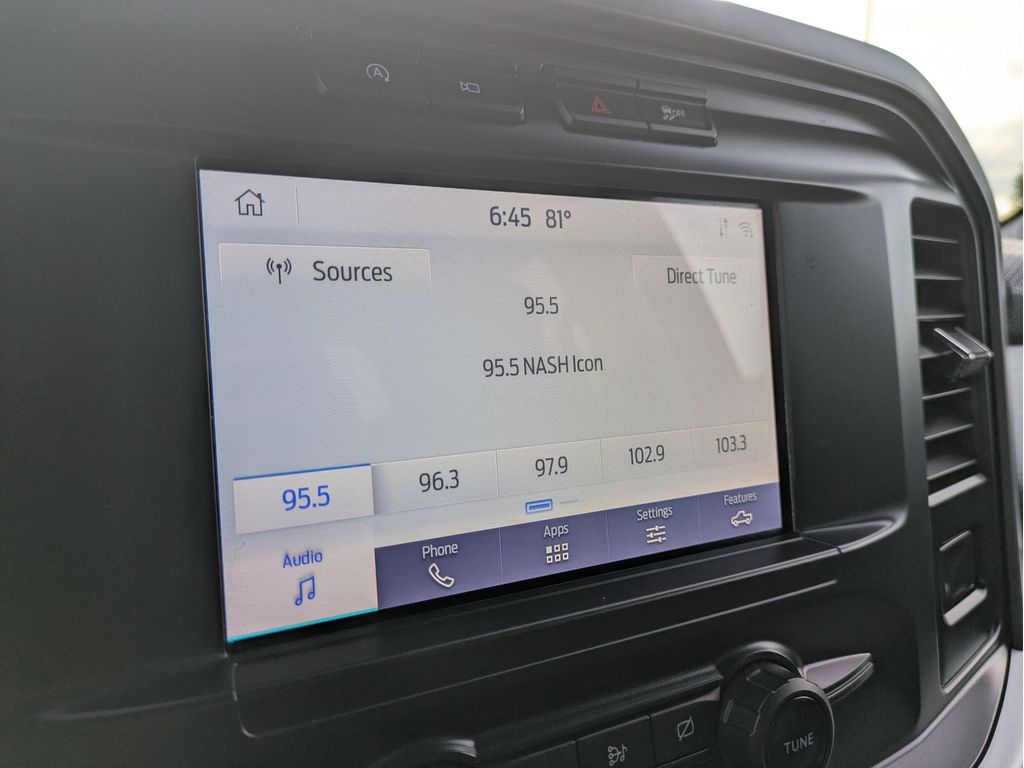 A
OFF
6:45 81°
Sources
Direct Tune
95.5
95.5 NASH Icon
95.5 96.3 97.9 102.9 103.3
Audio Phone Apps Settings Features
TUNE